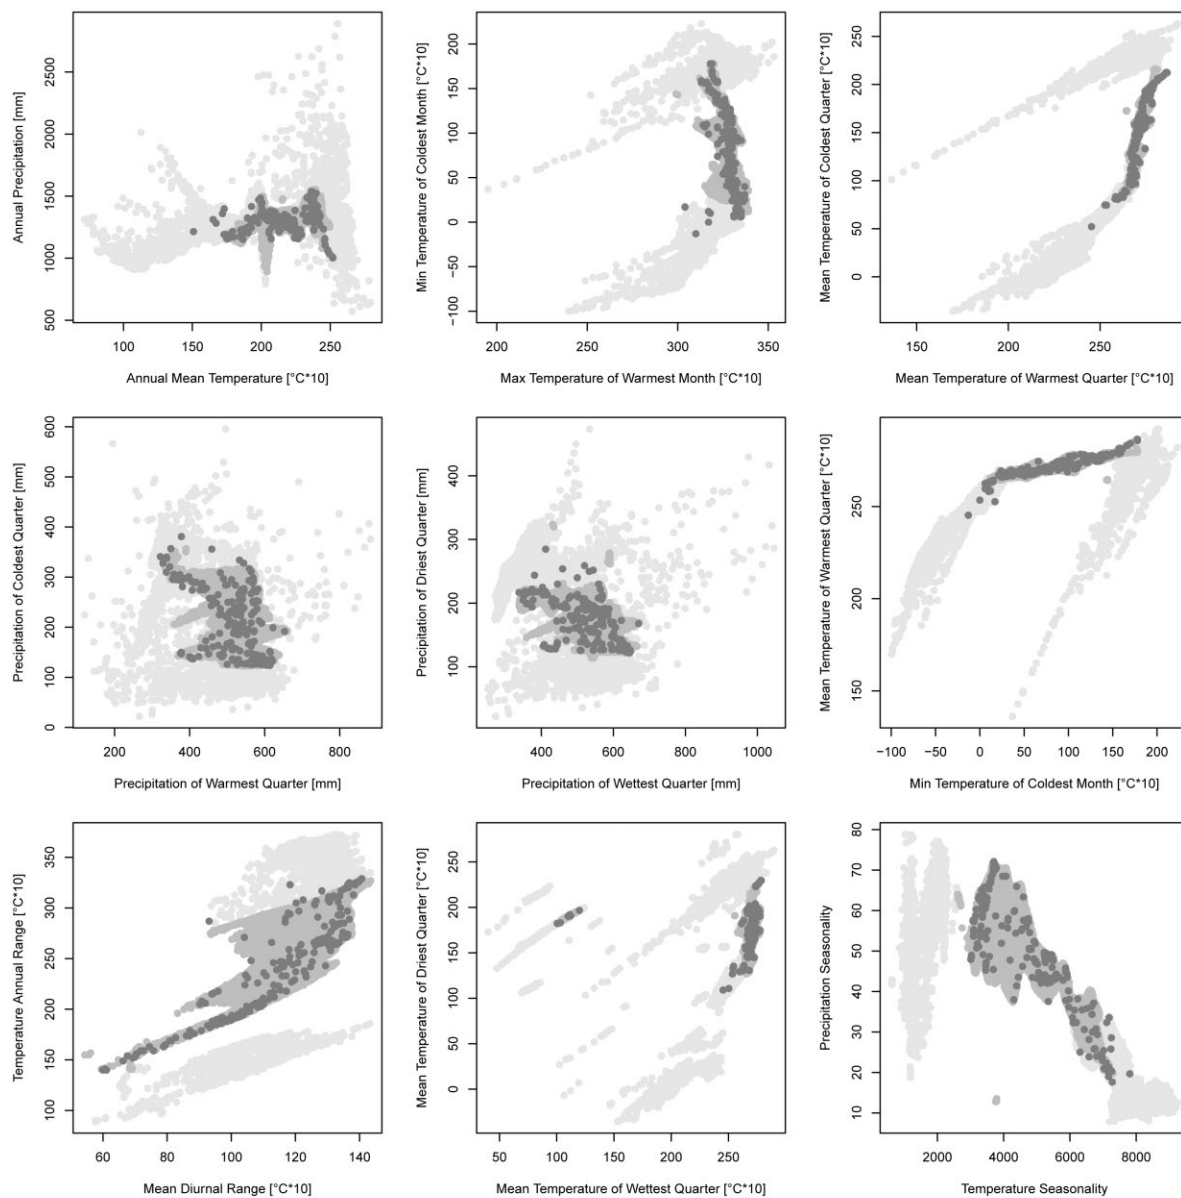 Annual Precipitation [mm]
500 1000 1500 2000 2500
100 150 200 250
Annual Mean Temperature [°C*10]
Min Temperature of Coldest Month [°C*10]
−100 −50 0 50 100 150 200
200 250 300 350
Max Temperature of Warmest Month [°C*10]
Mean Temperature of Coldest Quarter [°C*10]
0 50 100 150 200 250
150 200 250
Mean Temperature of Warmest Quarter [°C*10]
Precipitation of Coldest Quarter [mm]
0 100 200 300 400 500 600
200 400 600 800
Precipitation of Warmest Quarter [mm]
Precipitation of Driest Quarter [mm]
100 200 300 400
400 600 800 1000
Precipitation of Wettest Quarter [mm]
Mean Temperature of Warmest Quarter [°C*10]
150 200 250
−100 −50 0 50 100 150 200
Min Temperature of Coldest Month [°C*10]
Temperature Annual Range [°C*10]
100 150 200 250 300 350
60 80 100 120 140
Mean Diurnal Range [°C*10]
Mean Temperature of Driest Quarter [°C*10]
0 50 100 150 200 250
50 100 150 200 250
Mean Temperature of Wettest Quarter [°C*10]
Precipitation Seasonality
10 20 30 40 50 60 70 80
2000 4000 6000 8000
Temperature Seasonality